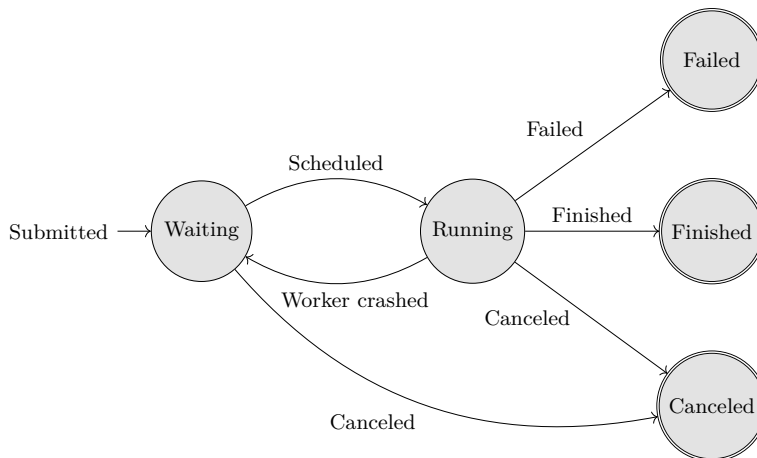 Failed
Failed
Scheduled
Submitted
Waiting
Running
Finished
Finished
Worker crashed
Canceled
Canceled
Canceled